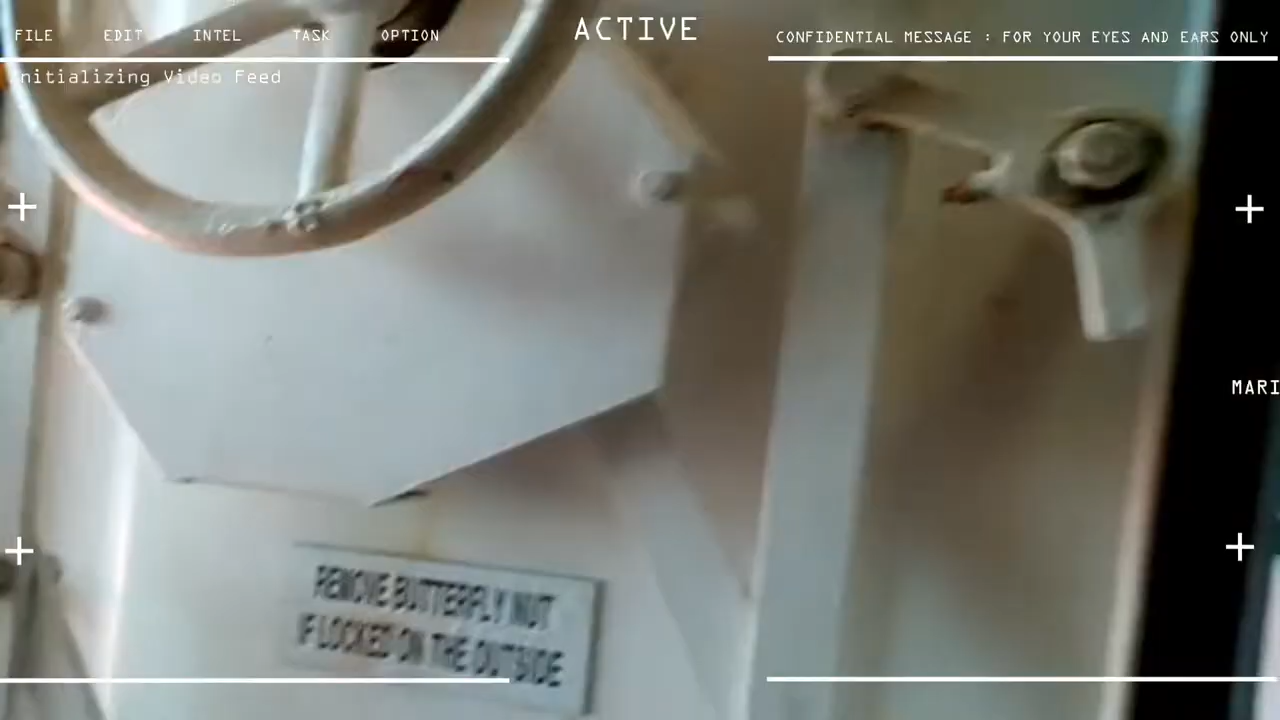 FILE EDIT INTEL TASK OPTION
ACTIVE
CONFIDENTIAL MESSAGE : FOR YOUR EYES AND EARS ONLY
Initializing Video Feed
MARI
REMOVE BUTTERFLY NUT
IF LOCKED ON THE OUTSIDE